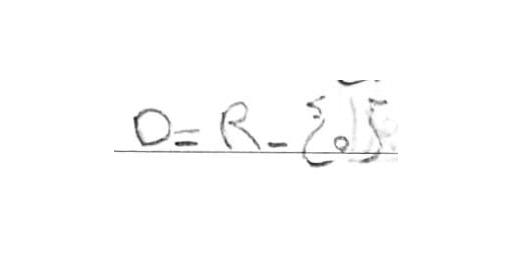 D = R - {0}